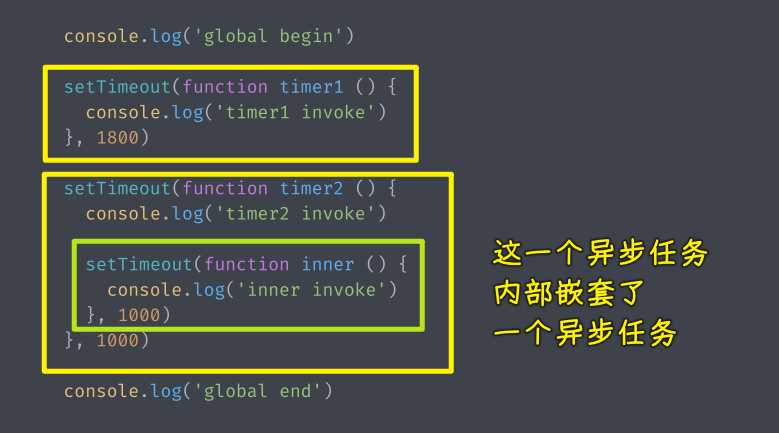 console.log('global begin')
setTimeout(function timer1 () {
console.log('timer1 invoke')
}, 1800)
setTimeout(function timer2 () {
console.log('timer2 invoke')
setTimeout(function inner () {
console.log('inner invoke')
}, 1000)
}, 1000)
这一个异步任务
内部嵌套了
一个异步任务
console.log('global end')